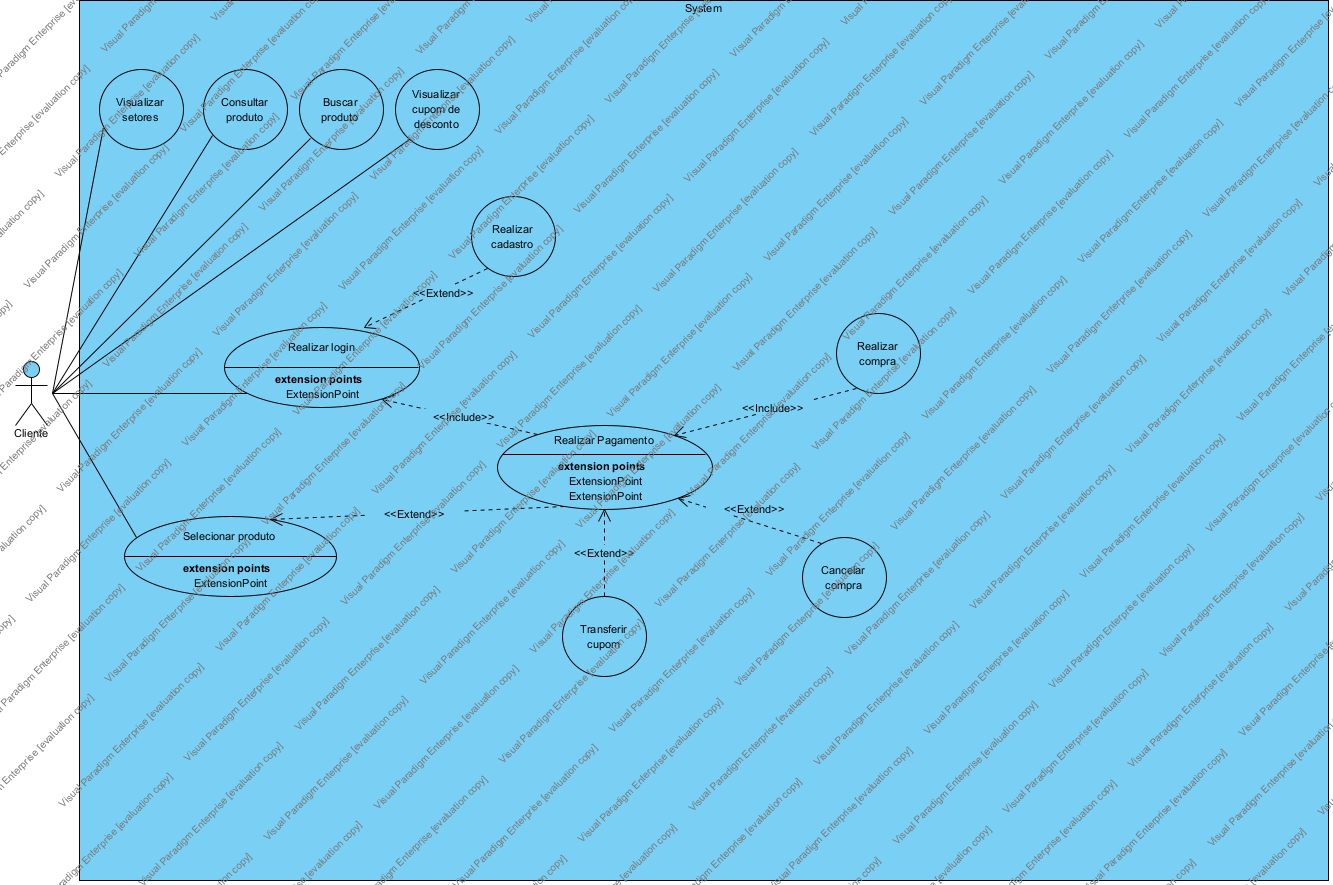 System
Visualizar
setores
Consultar
produto
Buscar
produto
Visualizar
cupom de
desconto
Realizar
cadastro
<<Extend>>
Realizar login
extension points
ExtensionPoint
Realizar
compra
<<Include>>
<<Include>>
Cliente
Realizar Pagamento
extension points
ExtensionPoint
ExtensionPoint
<<Extend>>
<<Extend>>
Selecionar produto
extension points
ExtensionPoint
<<Extend>>
Cancelar
compra
Transferir
cupom
Visual Paradigm Enterprise [evaluation copy]